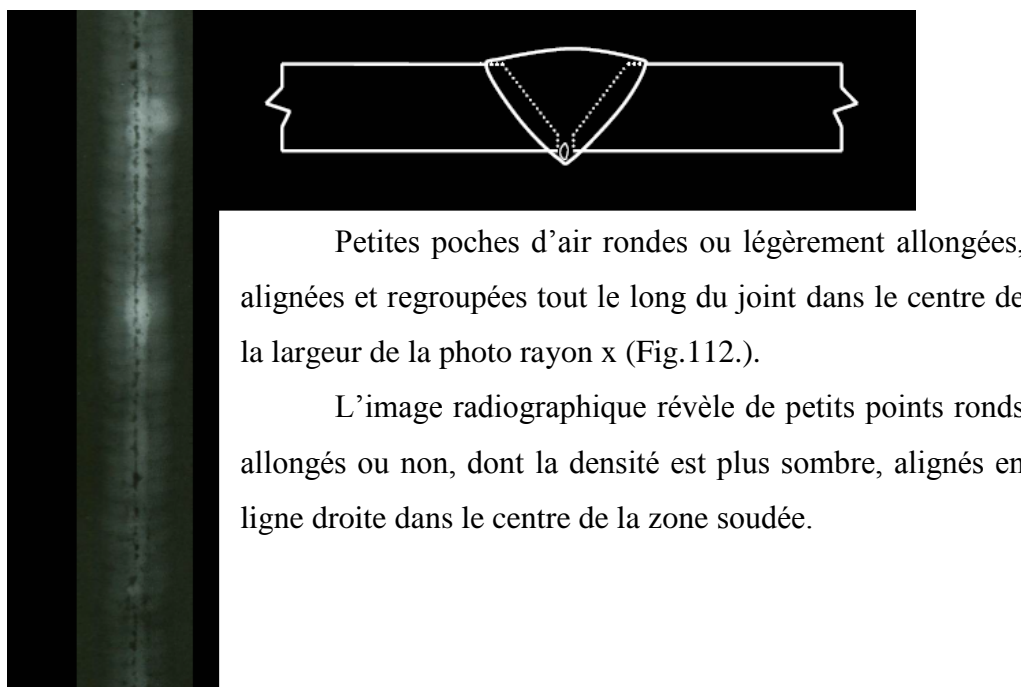 Petites poches d’air rondes ou légèrement allongées,
alignées et regroupées tout le long du joint dans le centre de
la largeur de la photo rayon x (Fig.112.).
L’image radiographique révèle de petits points ronds
allongés ou non, dont la densité est plus sombre, alignés en
ligne droite dans le centre de la zone soudée.